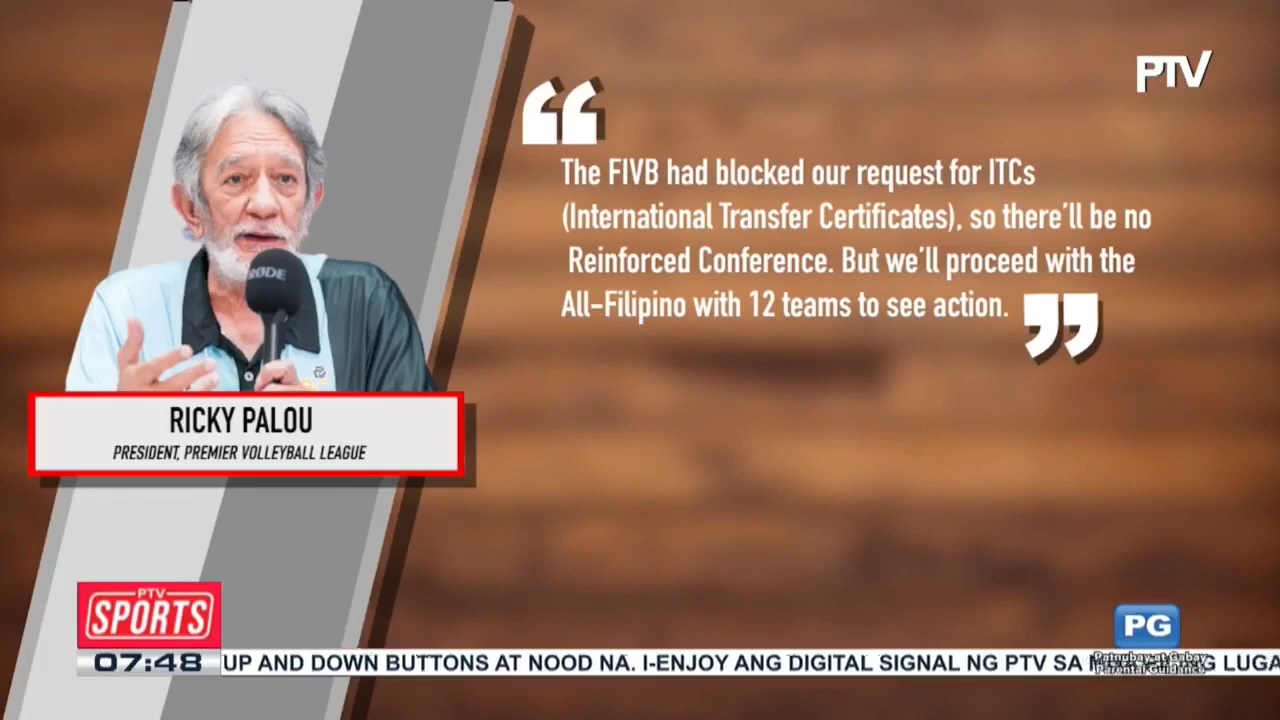 PTV
“
The FIVB had blocked our request for ITCs
(International Transfer Certificates), so there’ll be no
Reinforced Conference. But we’ll proceed with the
All-Filipino with 12 teams to see action.
”
RØDE
RICKY PALOU
PRESIDENT, PREMIER VOLLEYBALL LEAGUE
PTV
SPORTS
PG
Patnubay at Gabay
Parental Guidance
07:48
UP AND DOWN BUTTONS AT NOOD NA. I-ENJOY ANG DIGITAL SIGNAL NG PTV SA